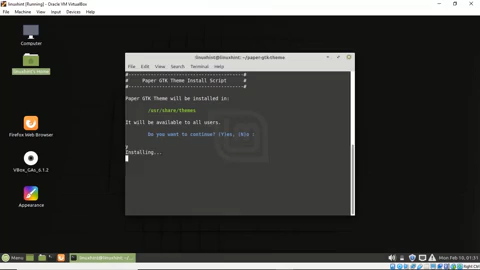 linuxhint [Running] - Oracle VM VirtualBox
File Machine View Input Devices Help
Computer
linuxhint's Home
Firefox Web Browser
VBox_GAs_6.1.2
Appearance
linuxhint@linuxhint: ~/paper-gtk-theme
File Edit View Search Terminal Help
#----------------------------------------#
# Paper GTK Theme Install Script #
#----------------------------------------#
Paper GTK Theme will be installed in:
/usr/share/themes
It will be available to all users.
Do you want to continue? (Y)es, (N)o :
y
Installing...
Menu
linuxhint@linuxhint: ~/...
Mon Feb 10, 01:31
Right Ctrl